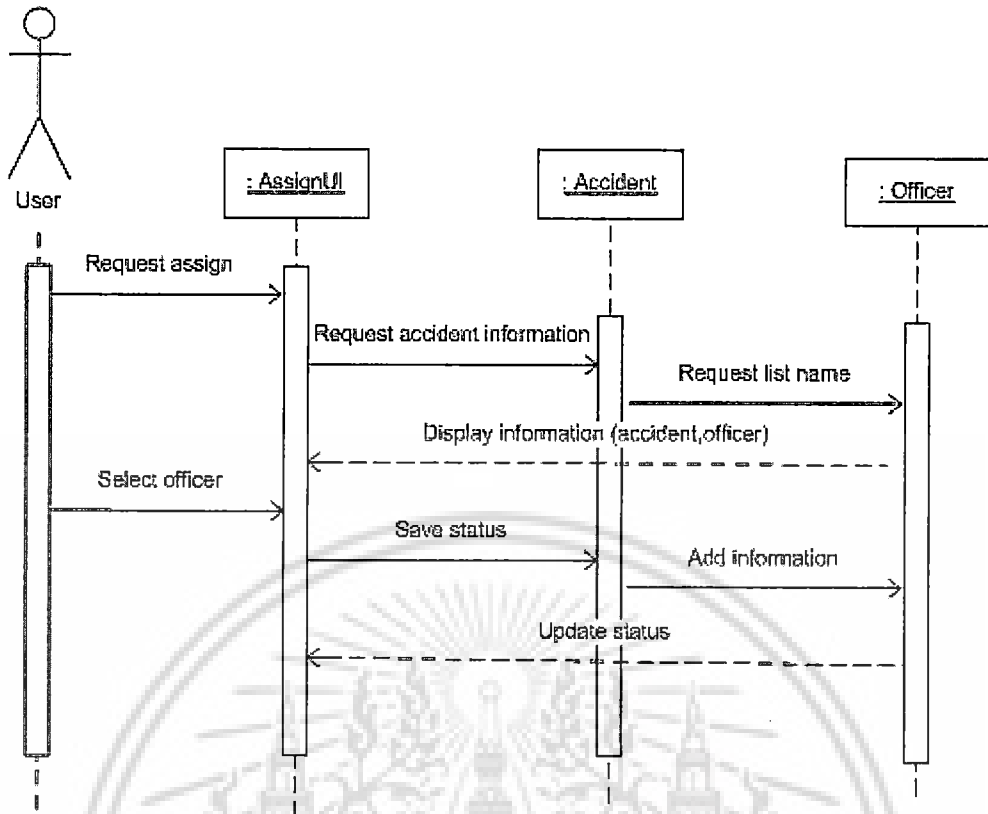 : AssignUI
: Accident
: Officer
User
Request assign
Request accident information
Request list name
Display information (accident,officer)
Select officer
Save status
Add information
Update status